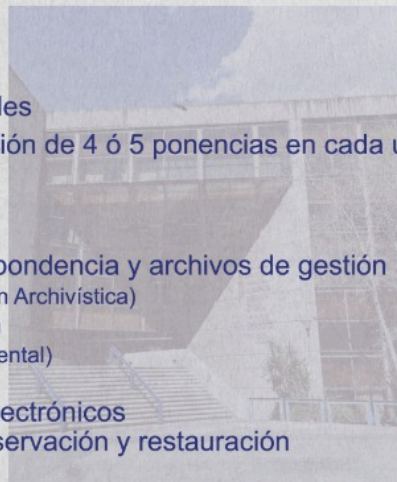 les
ión de 4 ó 5 ponencias en cada u
pondencia y archivos de gestión
n Archivística)
ental)
ectrónicos
servación y restauración